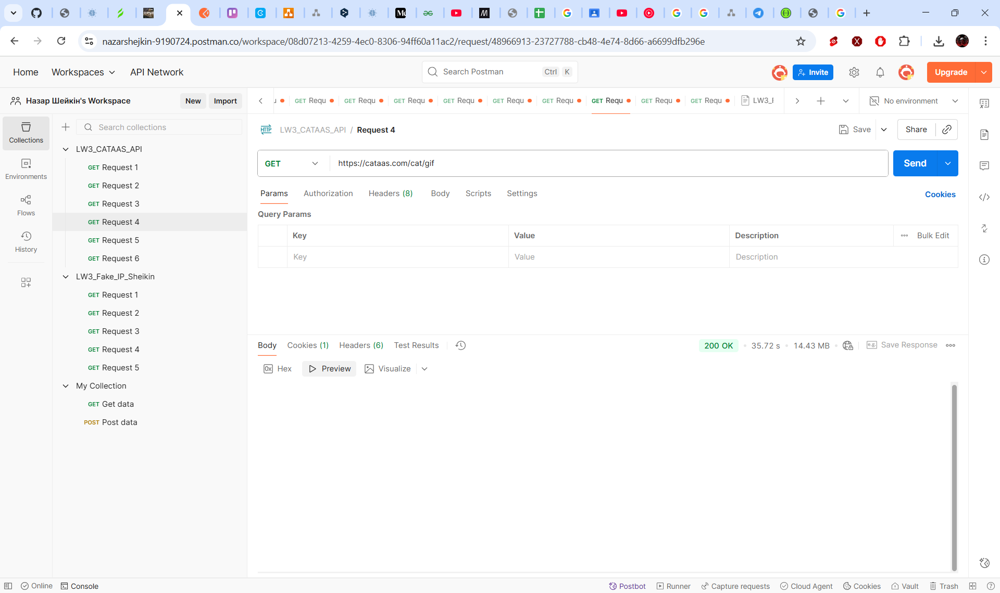 nazarshejkin-9190724.postman.co/workspace/08d07213-4259-4ec0-8306-94ff60a11ac2/request/48966913-23727788-cb48-4e74-8d66-a6699dfb296e
Home Workspaces API Network
Search Postman Ctrl K
Invite
Upgrade
Назар Шейкін's Workspace New Import
GET Requ GET Requ GET Requ GET Requ GET Requ GET Requ GET Requ GET Requ GET Requ LW3_F
No environment
Collections
Environments
Flows
History
Search collections
LW3_CATAAS_API
GET Request 1
GET Request 2
GET Request 3
GET Request 4
GET Request 5
GET Request 6
LW3_Fake_IP_Sheikin
GET Request 1
GET Request 2
GET Request 3
GET Request 4
GET Request 5
My Collection
GET Get data
POST Post data
HTTP LW3_CATAAS_API / Request 4
Save Share
GET https://cataas.com/cat/gif Send
Params Authorization Headers (8) Body Scripts Settings Cookies
Query Params
Key Value Description Bulk Edit
Key Value Description
Body Cookies (1) Headers (6) Test Results
200 OK 35.72 s 14.43 MB e.g. Save Response
0x Hex Preview Visualize
Online Console
Postbot Runner Capture requests Cloud Agent Cookies Vault Trash